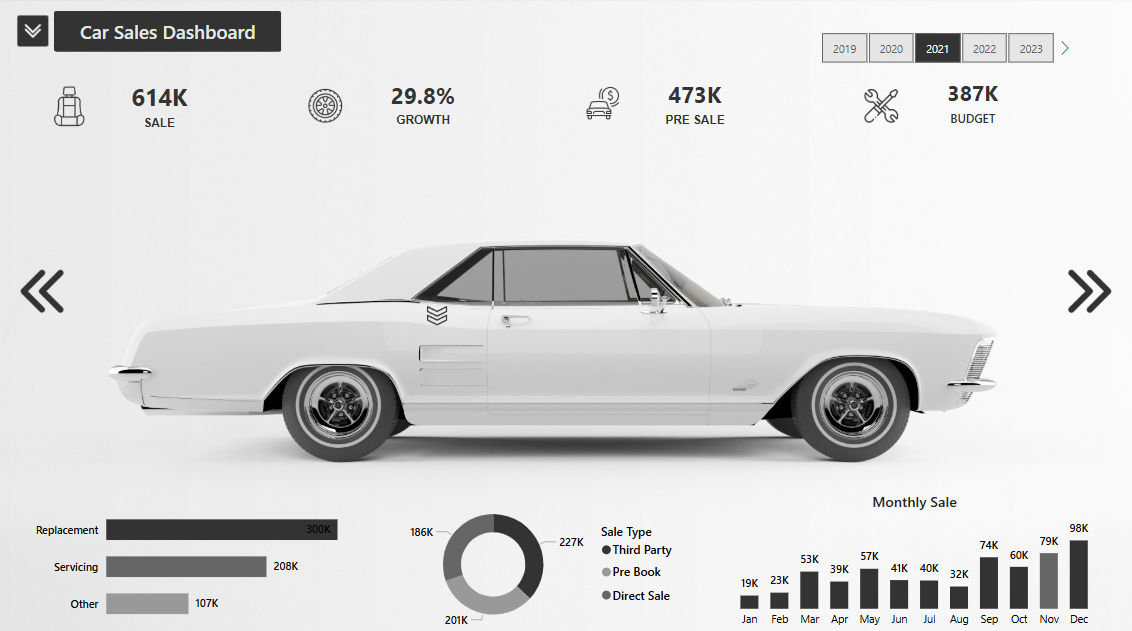 Car Sales Dashboard
2019 2020 2021 2022 2023
614K
SALE
29.8%
GROWTH
473K
PRE SALE
387K
BUDGET
Replacement 300K
Servicing 208K
Other 107K
186K
227K
201K
Sale Type
Third Party
Pre Book
Direct Sale
Monthly Sale
19K 23K 53K 39K 57K 41K 40K 32K 74K 60K 79K 98K
Jan Feb Mar Apr May Jun Jul Aug Sep Oct Nov Dec